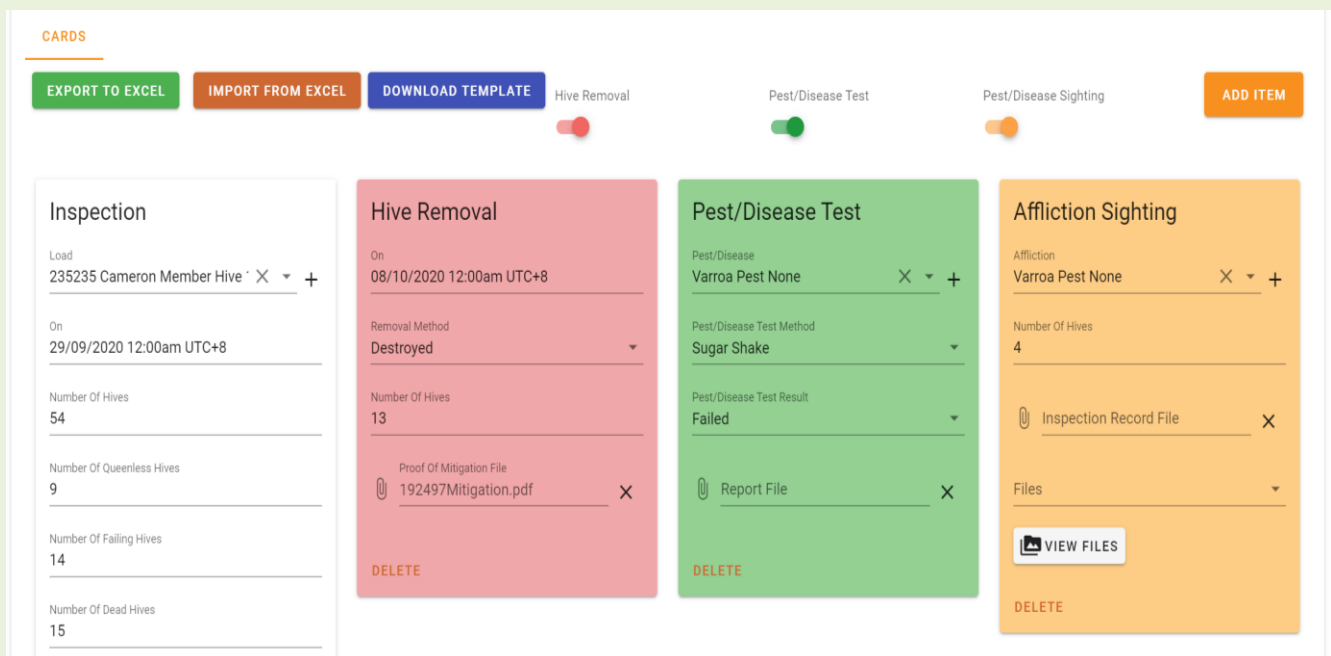 CARDS
EXPORT TO EXCEL
IMPORT FROM EXCEL
DOWNLOAD TEMPLATE
Hive Removal
Pest/Disease Test
Pest/Disease Sighting
ADD ITEM
Inspection
Load
235235 Cameron Member Hive
On
29/09/2020 12:00am UTC+8
Number Of Hives
54
Number Of Queenless Hives
9
Number Of Failing Hives
14
Number Of Dead Hives
15
Hive Removal
On
08/10/2020 12:00am UTC+8
Removal Method
Destroyed
Number Of Hives
13
Proof Of Mitigation File
192497Mitigation.pdf
DELETE
Pest/Disease Test
Pest/Disease
Varroa Pest None
Pest/Disease Test Method
Sugar Shake
Pest/Disease Test Result
Failed
Report File
DELETE
Affliction Sighting
Affliction
Varroa Pest None
Number Of Hives
4
Inspection Record File
Files
VIEW FILES
DELETE